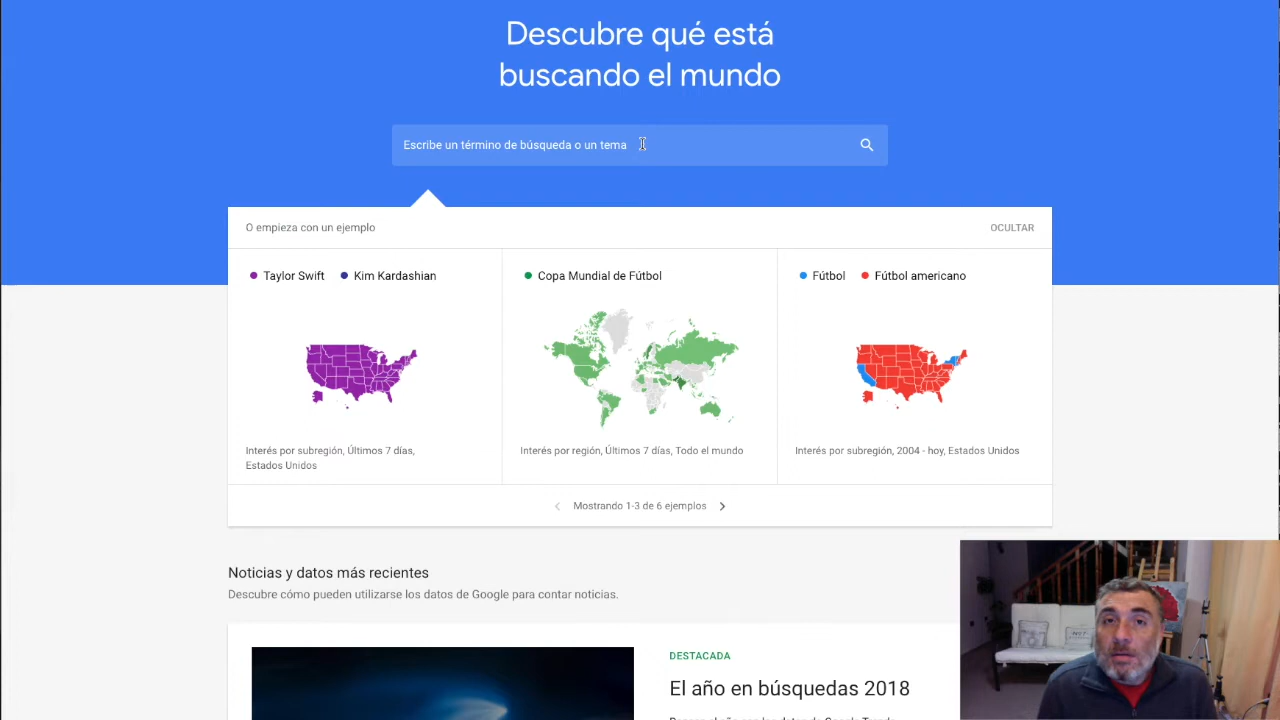 Descubre qué está
buscando el mundo
Escribe un término de búsqueda o un tema
O empieza con un ejemplo
OCULTAR
Taylor Swift
Kim Kardashian
Copa Mundial de Fútbol
Fútbol
Fútbol americano
Interés por subregión, Últimos 7 días,
Estados Unidos
Interés por región, Últimos 7 días, Todo el mundo
Interés por subregión, 2004 - hoy, Estados Unidos
Mostrando 1-3 de 6 ejemplos
Noticias y datos más recientes
Descubre cómo pueden utilizarse los datos de Google para contar noticias.
DESTACADA
El año en búsquedas 2018